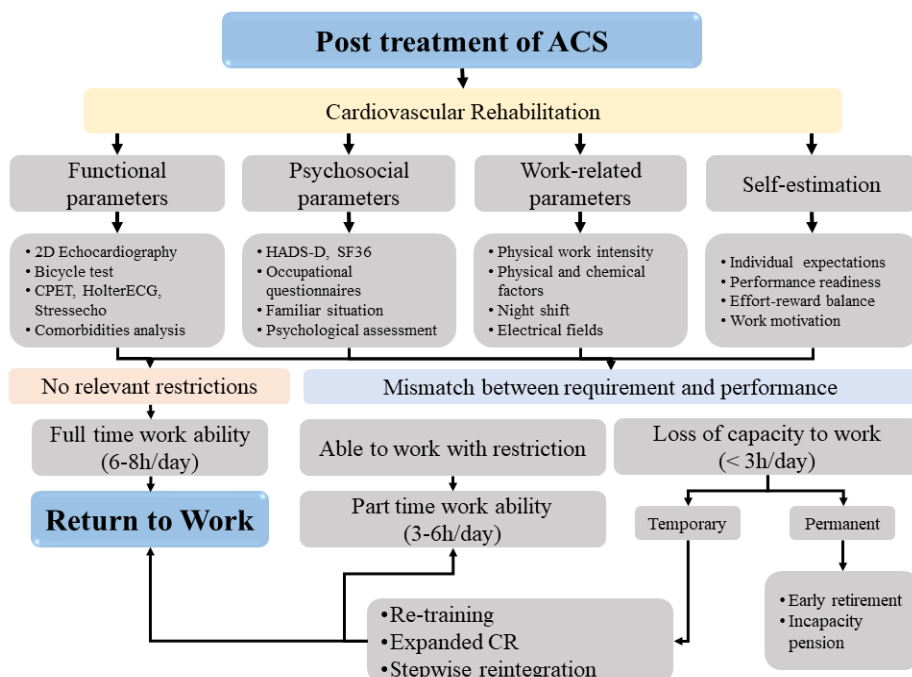 Post treatment of ACS
Cardiovascular Rehabilitation
Functional
parameters
Psychosocial
parameters
Work-related
parameters
Self-estimation
• 2D Echocardiography
• Bicycle test
• CPET, HolterECG,
Stressecho
• Comorbidities analysis
• HADS-D, SF36
• Occupational
questionnaires
• Familiar situation
• Psychological assessment
• Physical work intensity
• Physical and chemical
factors
• Night shift
• Electrical fields
• Individual expectations
• Performance readiness
• Effort-reward balance
• Work motivation
No relevant restrictions
Mismatch between requirement and performance
Full time work ability
(6-8h/day)
Able to work with restriction
Loss of capacity to work
(< 3h/day)
Return to Work
Part time work ability
(3-6h/day)
Temporary
Permanent
• Re-training
• Expanded CR
• Stepwise reintegration
• Early retirement
• Incapacity
pension